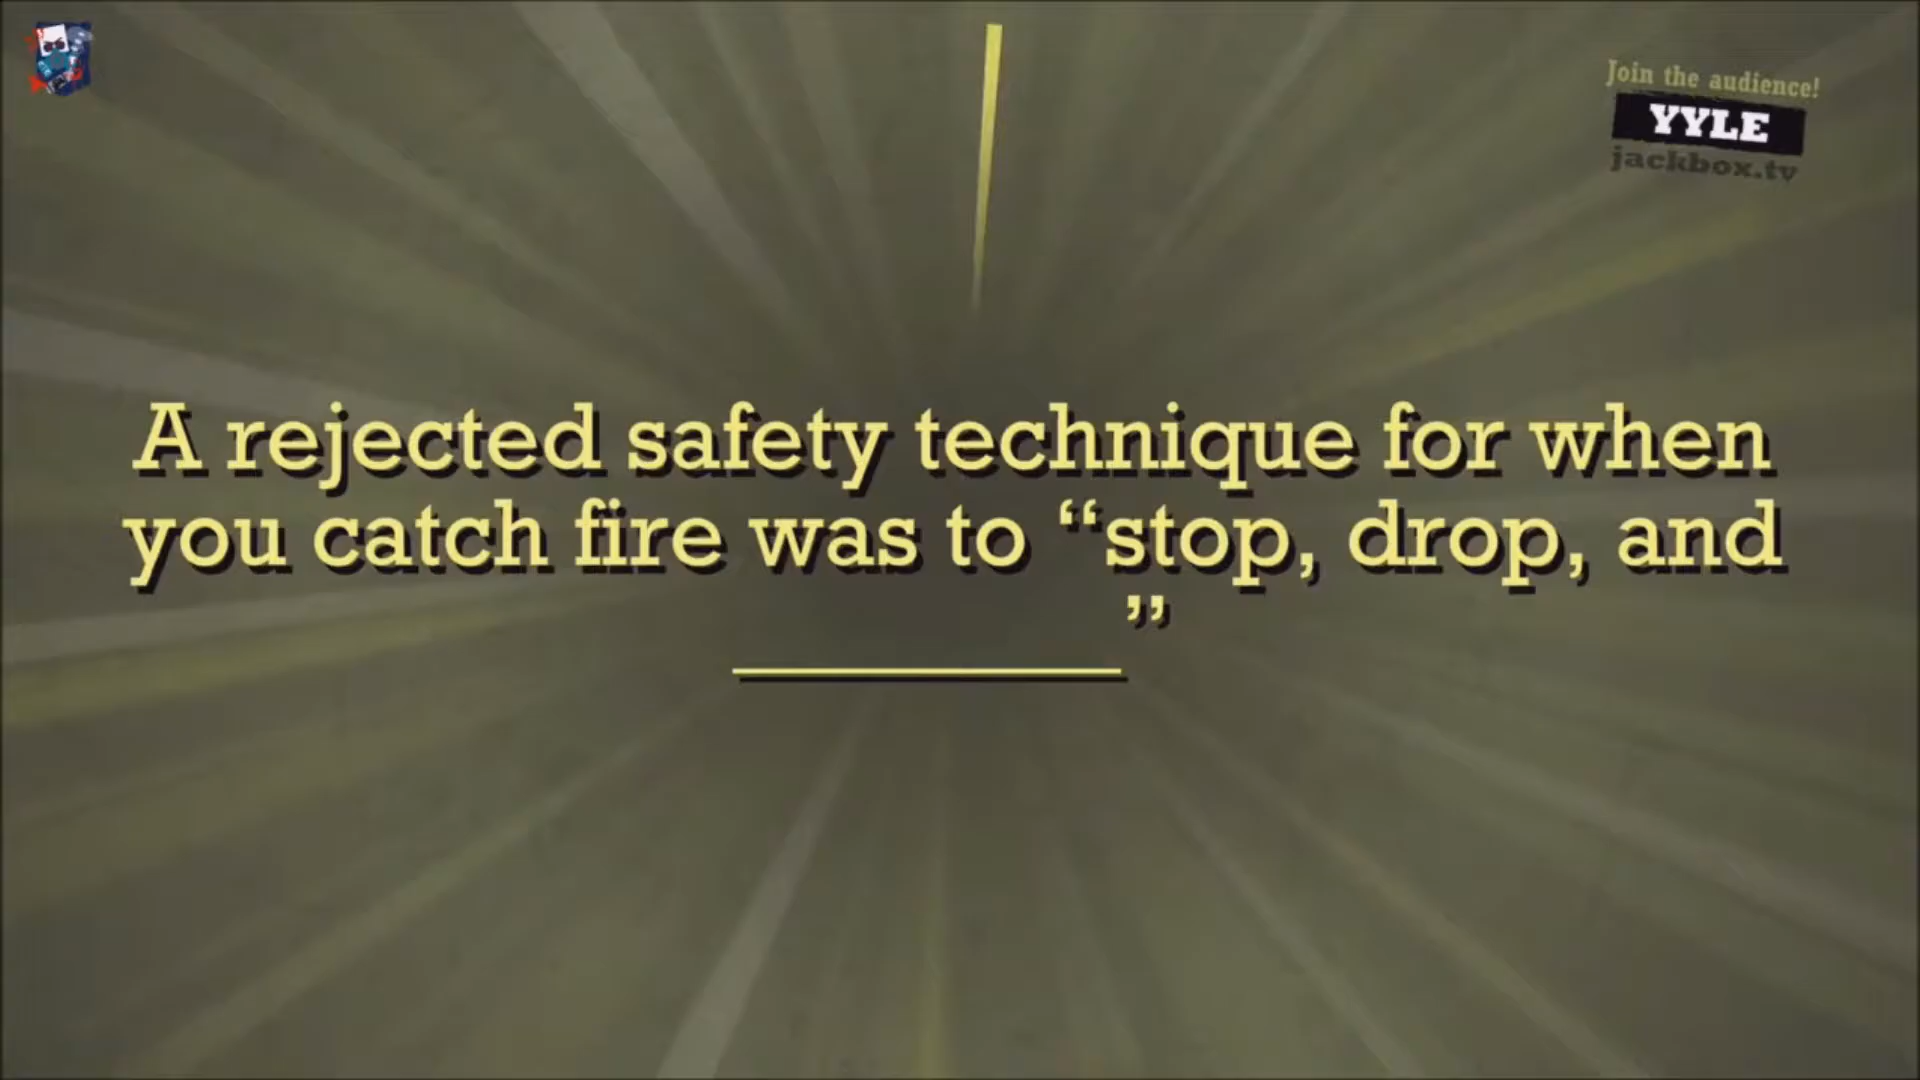 Join the audience!
YYLE
jackbox.tv
A rejected safety technique for when
you catch fire was to “stop, drop, and
”